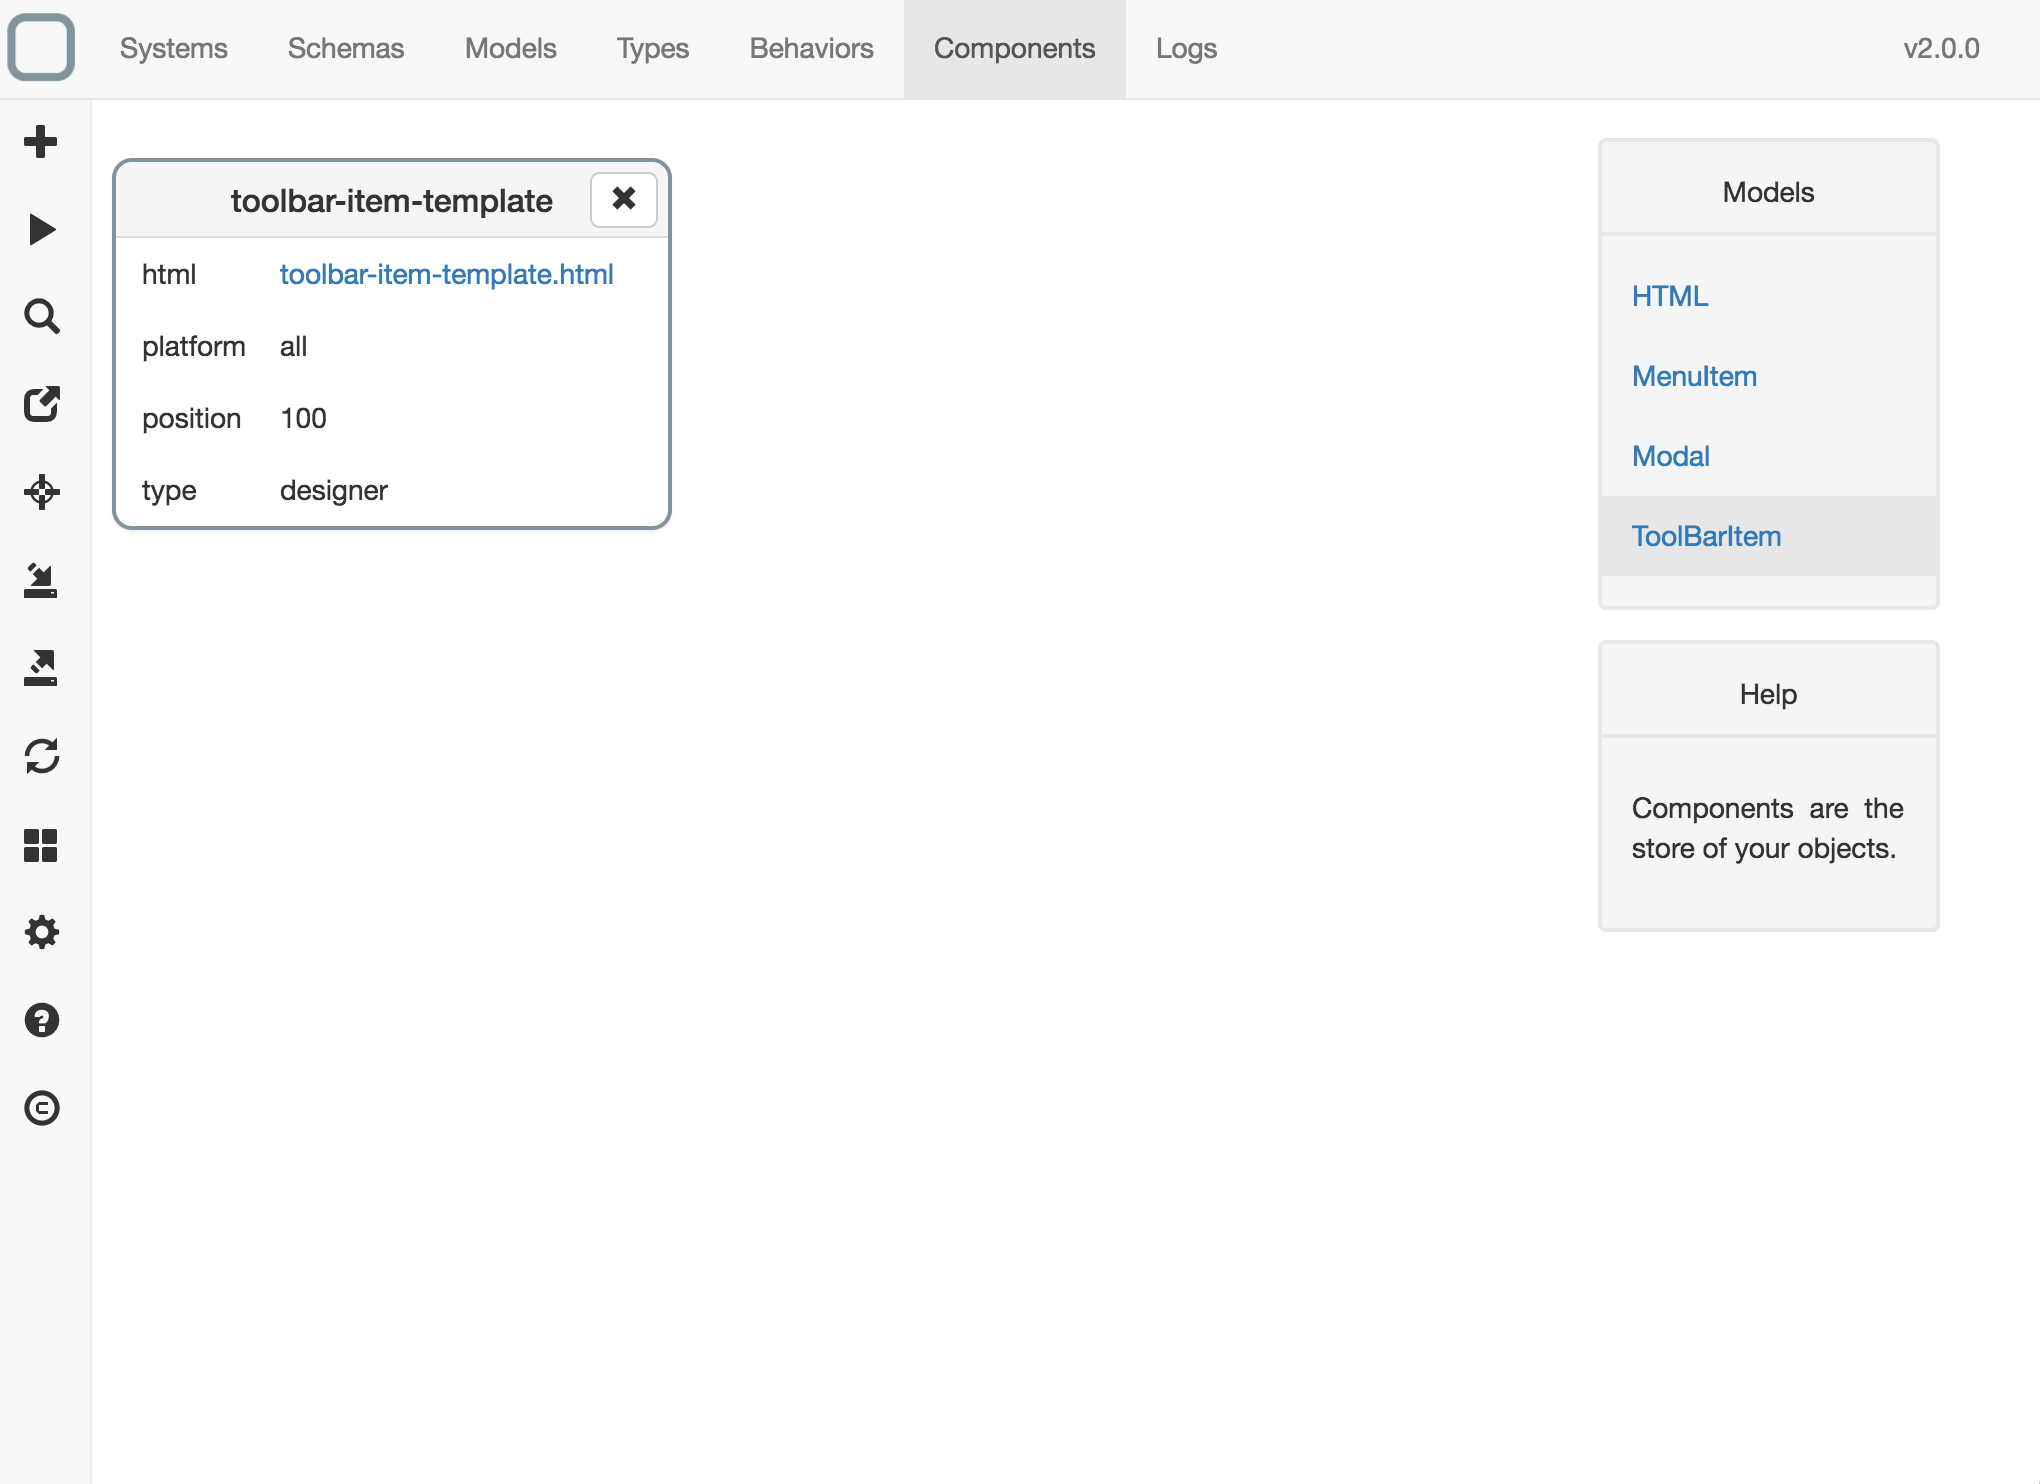 Systems Schemas Models Types Behaviors Components Logs v2.0.0
toolbar-item-template
html toolbar-item-template.html
platform all
position 100
type designer
Models
HTML
MenuItem
Modal
ToolBarItem
Help
Components are the
store of your objects.